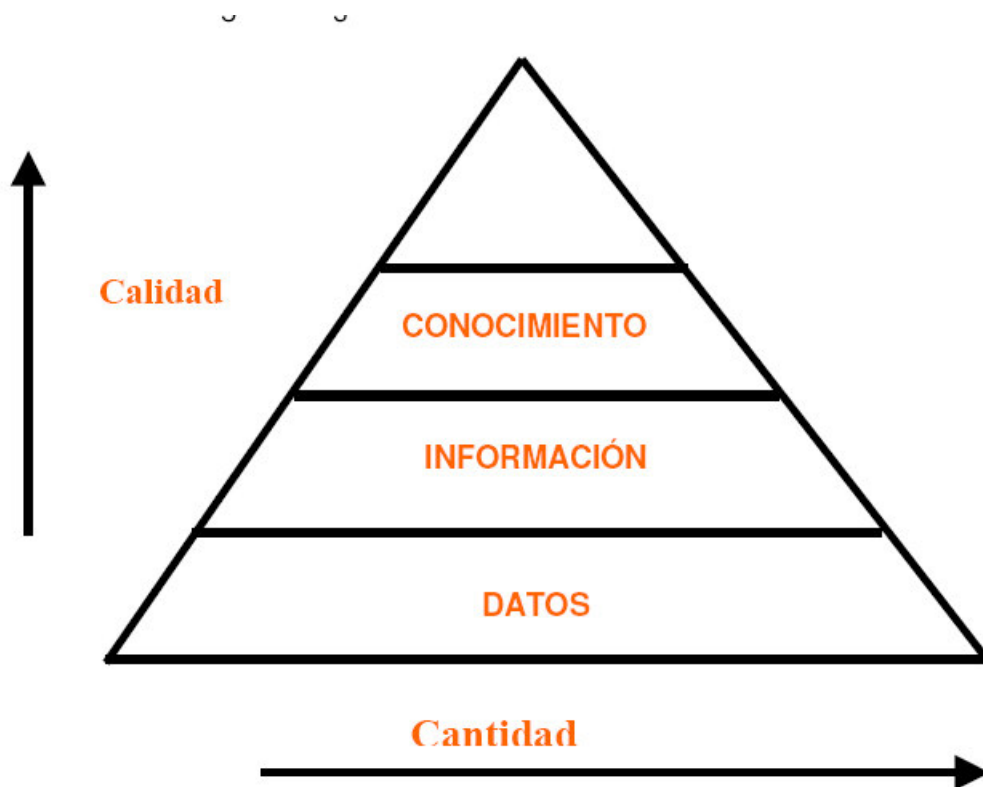 Calidad
CONOCIMIENTO
INFORMACIÓN
DATOS
Cantidad